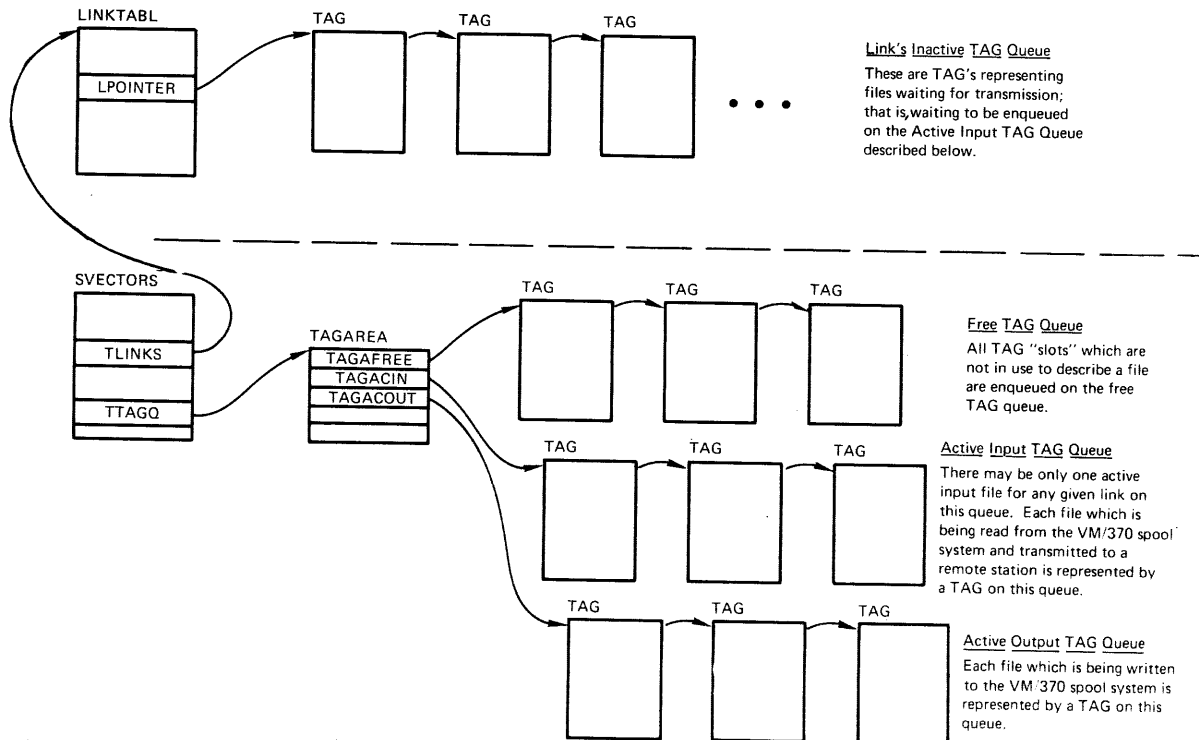 LINKTABL
LPOINTER
TAG
TAG
TAG
Link's Inactive TAG Queue
These are TAG's representing
files waiting for transmission;
that is, waiting to be enqueued
on the Active Input TAG Queue
described below.
SVECTORS
TLINKS
TTAGQ
TAGAREA
TAGAFREE
TAGACIN
TAGACOUT
TAG
TAG
TAG
Free TAG Queue
All TAG "slots" which are
not in use to describe a file
are enqueued on the free
TAG queue.
TAG
TAG
TAG
Active Input TAG Queue
There may be only one active
input file for any given link on
this queue. Each file which is
being read from the VM/370 spool
system and transmitted to a
remote station is represented by
a TAG on this queue.
TAG
TAG
TAG
Active Output TAG Queue
Each file which is being written
to the VM/370 spool system is
represented by a TAG on this
queue.